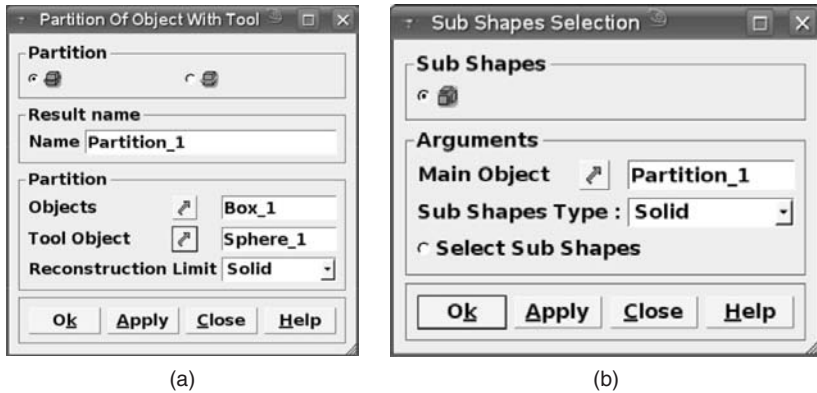 Partition Of Object With Tool
Partition
Result name
Name Partition_1
Partition
Objects Box_1
Tool Object Sphere_1
Reconstruction Limit Solid
Ok Apply Close Help
(a)
Sub Shapes Selection
Sub Shapes
Arguments
Main Object Partition_1
Sub Shapes Type : Solid
Select Sub Shapes
Ok Apply Close Help
(b)